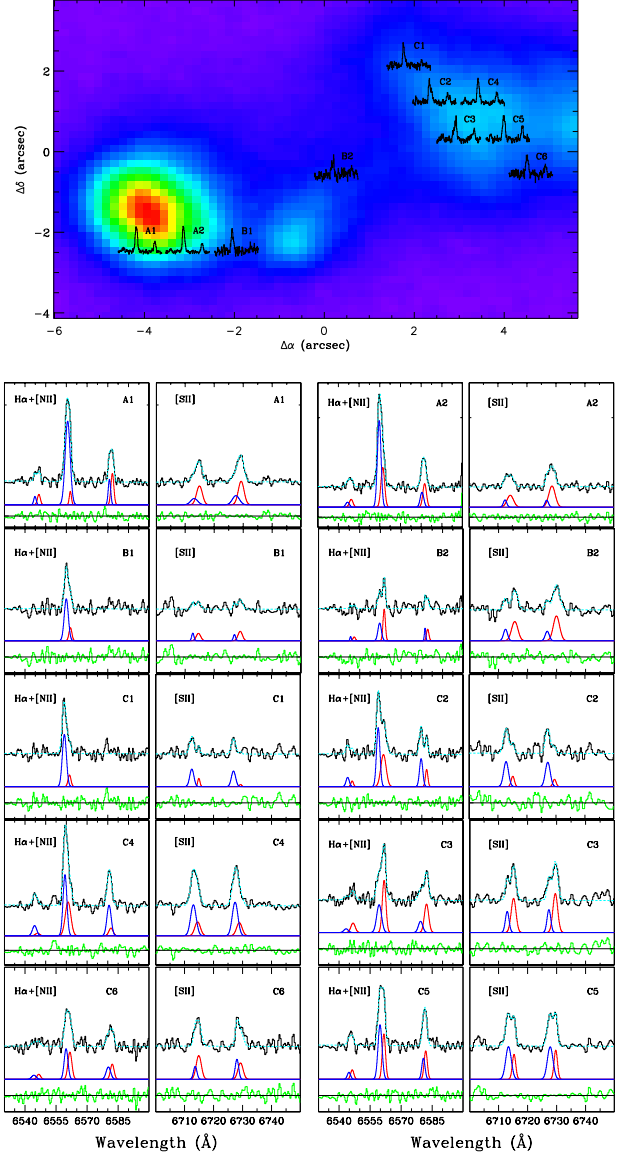 2
0
−2
−4
Δδ (arcsec)
C1
C2 C4
C3 C5
B2 C6
A1 A2 B1
−6 −4 −2 0 2 4
Δα (arcsec)
Hα+[NII] A1 [SII] A1 Hα+[NII] A2 [SII] A2
Hα+[NII] B1 [SII] B1 Hα+[NII] B2 [SII] B2
Hα+[NII] C1 [SII] C1 Hα+[NII] C2 [SII] C2
Hα+[NII] C4 [SII] C4 Hα+[NII] C3 [SII] C3
Hα+[NII] C6 [SII] C6 Hα+[NII] C5 [SII] C5
6540 6555 6570 6585 6710 6730 6740 6540 6555 6570 6585 6710 6730 6740
Wavelength (Å) Wavelength (Å)